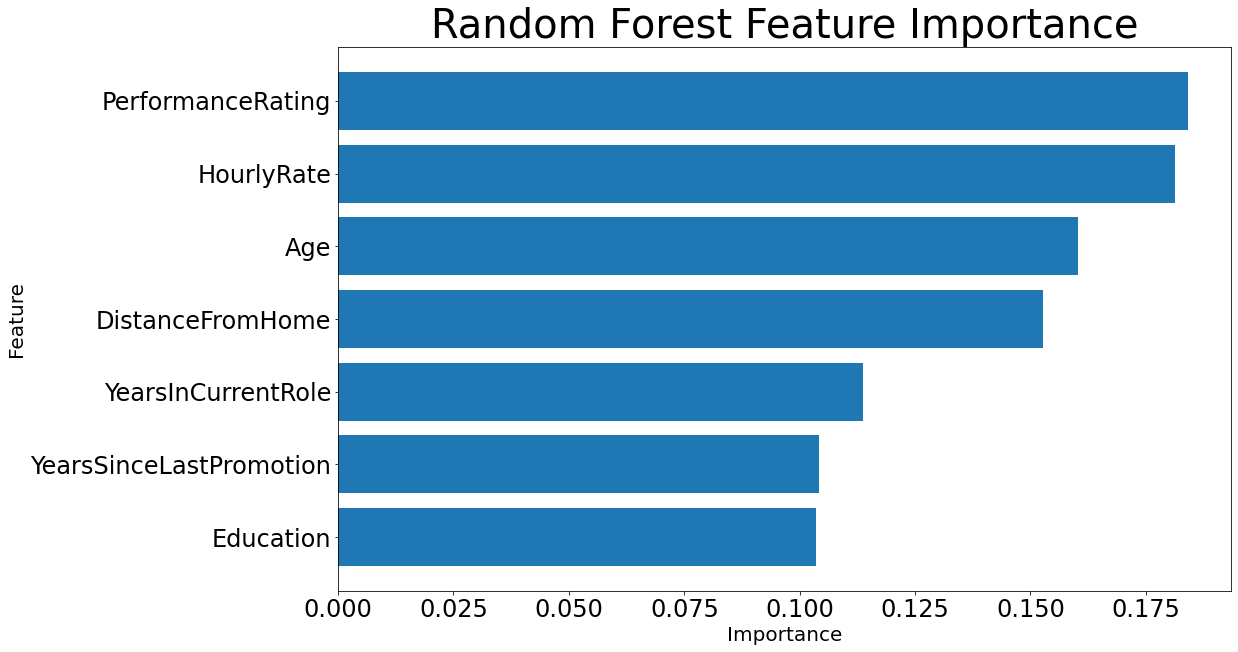 Random Forest Feature Importance
Feature
PerformanceRating
HourlyRate
Age
DistanceFromHome
YearsInCurrentRole
YearsSinceLastPromotion
Education
0.000 0.025 0.050 0.075 0.100 0.125 0.150 0.175
Importance